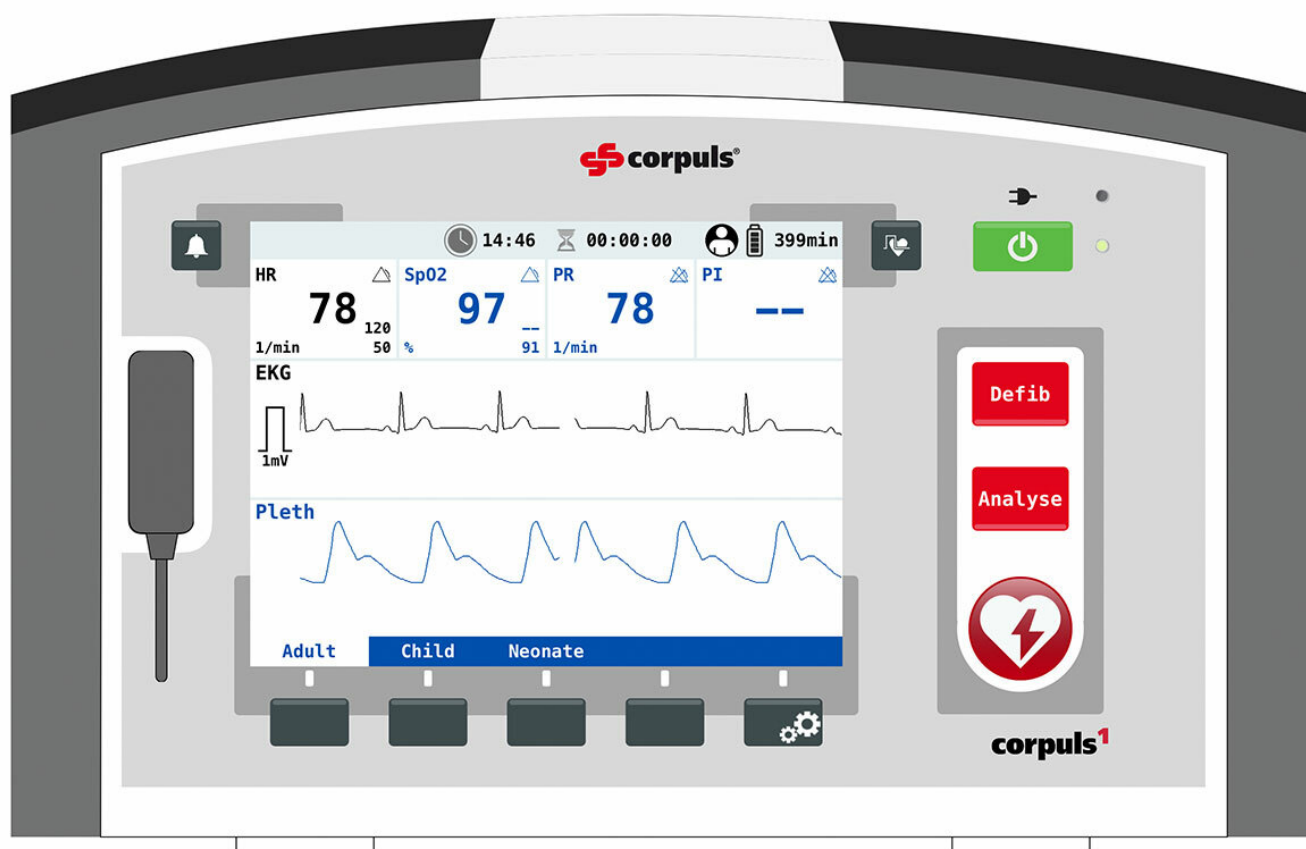 corpuls®
14:46 00:00:00 399min
HR SpO2 PR PI
78 97 78 --
120 --
1/min 50 % 91 1/min
EKG
1mV
Pleth
Adult Child Neonate
Defib
Analyse
corpuls1